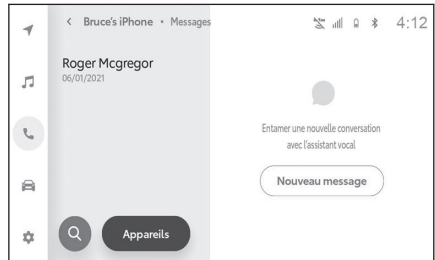 Bruce's iPhone • Messages
4:12
Roger Mcgregor
06/01/2021
Entamer une nouvelle conversation
avec l'assistant vocal
Nouveau message
Appareils